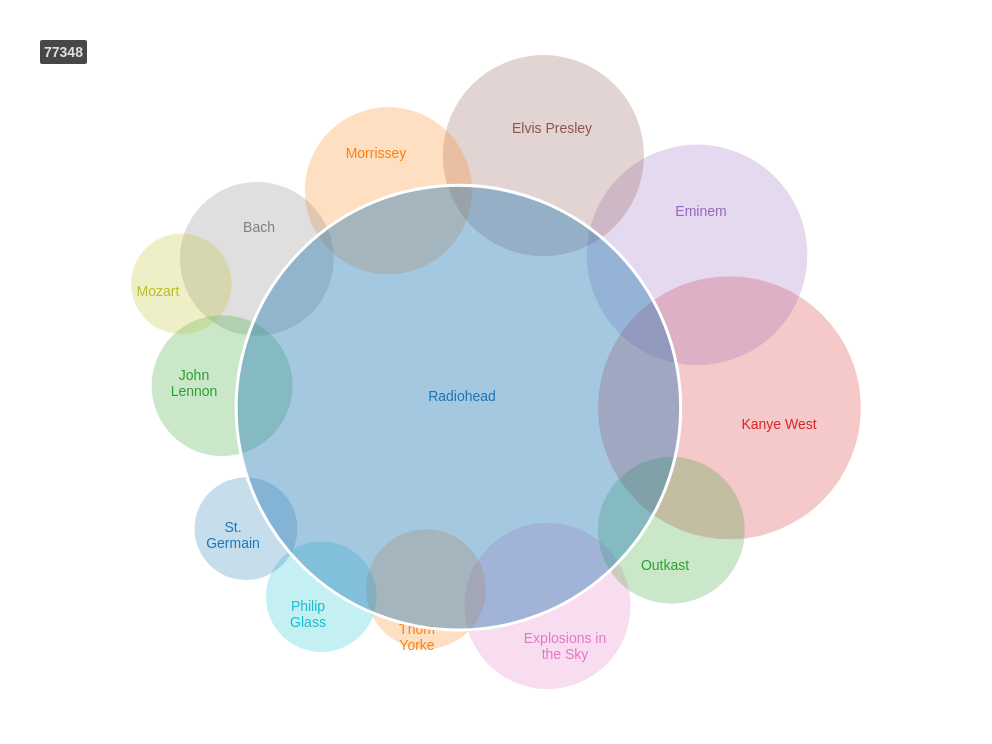 77348
Elvis Presley
Morrissey
Eminem
Bach
Mozart
John
Lennon
Radiohead
Kanye West
St.
Germain
Outkast
Philip
Glass
Thom
Yorke
Explosions in
the Sky